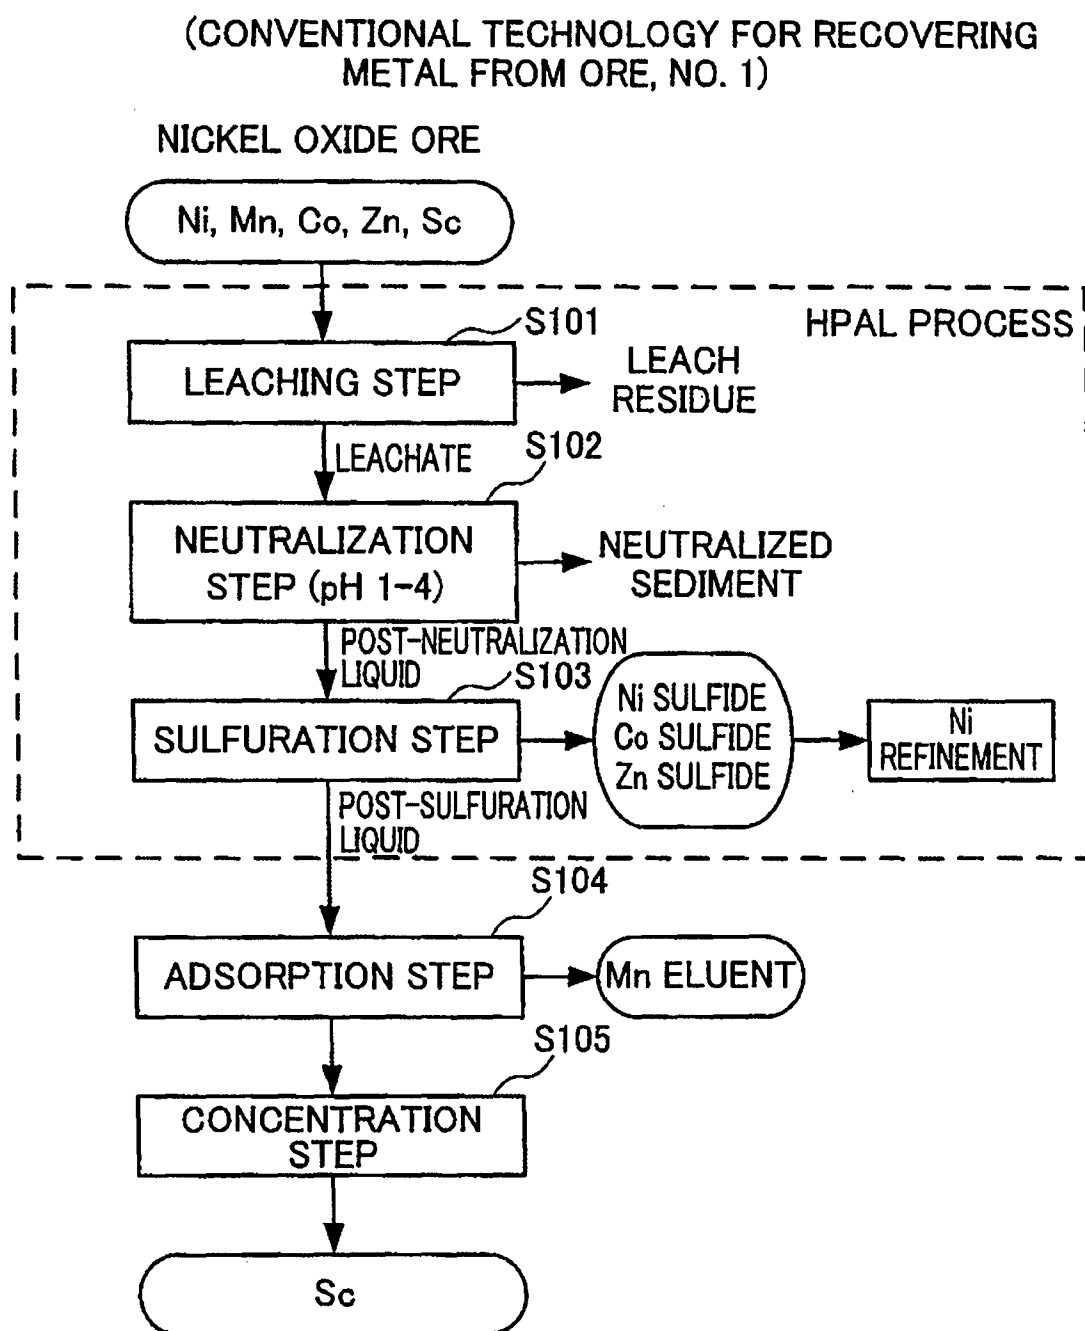 (CONVENTIONAL TECHNOLOGY FOR RECOVERING
METAL FROM ORE, NO. 1)
NICKEL OXIDE ORE
Ni, Mn, Co, Zn, Sc
HPAL PROCESS
S101
LEACHING STEP
LEACH
RESIDUE
LEACHATE
S102
NEUTRALIZATION
STEP (pH 1-4)
NEUTRALIZED
SEDIMENT
POST-NEUTRALIZATION
LIQUID
S103
SULFURATION STEP
Ni SULFIDE
Co SULFIDE
Zn SULFIDE
Ni
REFINEMENT
POST-SULFURATION
LIQUID
S104
ADSORPTION STEP
Mn ELUENT
S105
CONCENTRATION
STEP
Sc